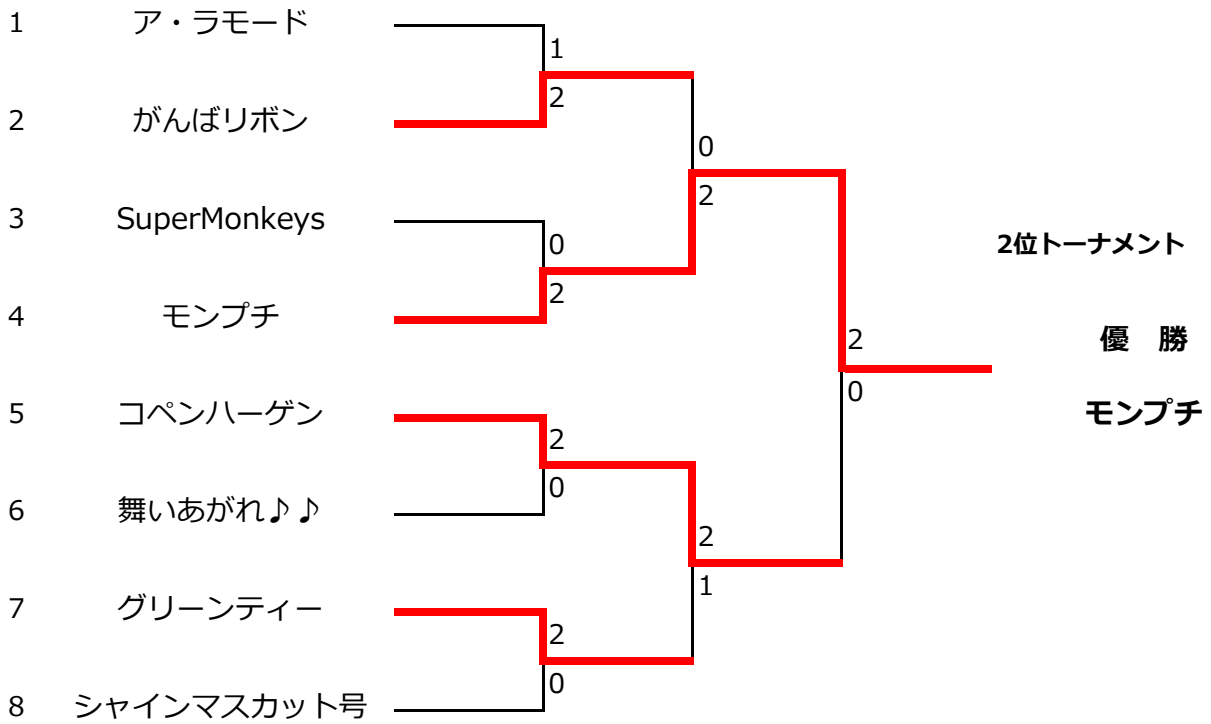 1 ア・ラモード
1
2
2 がんばリボン
0
2
3 SuperMonkeys
0
2
4 モンプチ
2位トーナメント
2
0
優　勝
モンプチ
5 コペンハーゲン
2
0
6 舞いあがれ♪♪
2
1
7 グリーンティー
2
0
8 シャインマスカット号